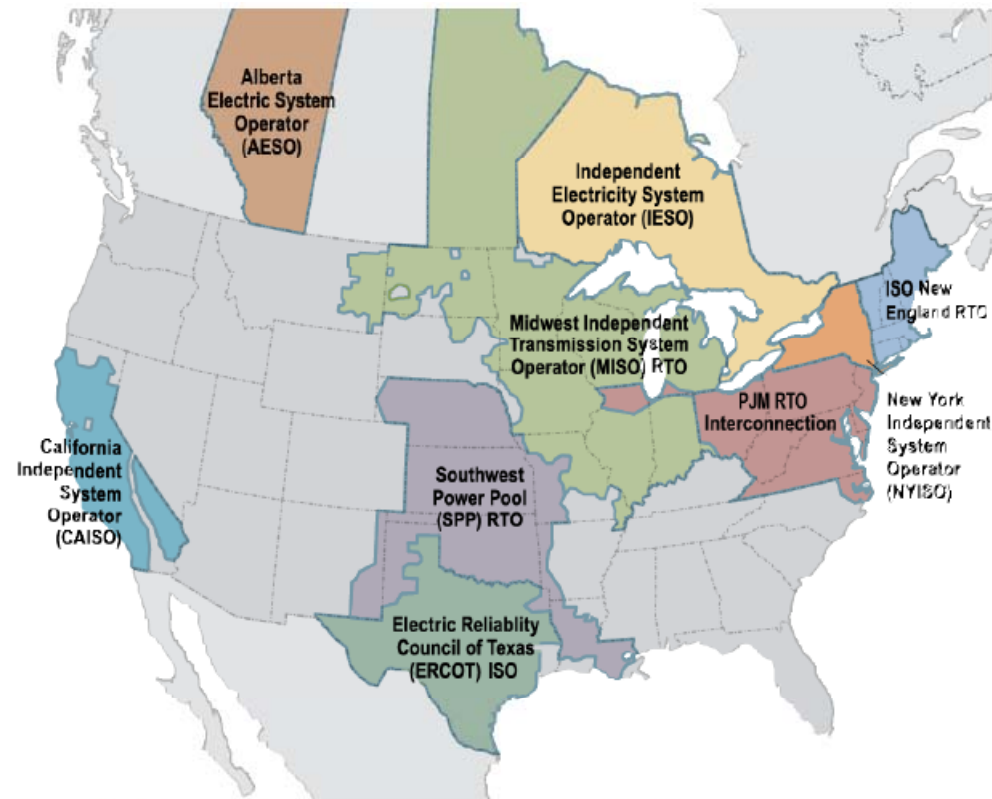 Alberta
Electric System
Operator
(AESO)
Independent
Electricity System
Operator (IESO)
ISO New
England RTO
Midwest Independent
Transmission System
Operator (MISO) RTO
PJM RTO
Interconnection
New York
Independent
System
Operator
(NYISO)
California
Independent
System
Operator
(CAISO)
Southwest
Power Pool
(SPP) RTO
Electric Reliablity
Council of Texas
(ERCOT) ISO